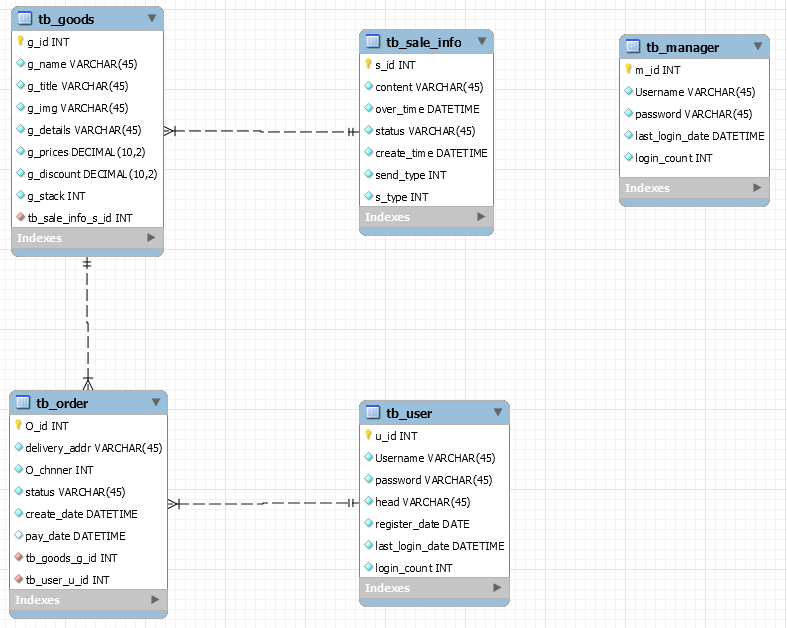 tb_goods
g_id INT
g_name VARCHAR(45)
g_title VARCHAR(45)
g_img VARCHAR(45)
g_details VARCHAR(45)
g_prices DECIMAL(10,2)
g_discount DECIMAL(10,2)
g_stack INT
tb_sale_info_s_id INT
Indexes
tb_sale_info
s_id INT
content VARCHAR(45)
over_time DATETIME
status VARCHAR(45)
create_time DATETIME
send_type INT
s_type INT
Indexes
tb_manager
m_id INT
Username VARCHAR(45)
password VARCHAR(45)
last_login_date DATETIME
login_count INT
Indexes
tb_order
O_id INT
delivery_addr VARCHAR(45)
O_chnner INT
status VARCHAR(45)
create_date DATETIME
pay_date DATETIME
tb_goods_g_id INT
tb_user_u_id INT
Indexes
tb_user
u_id INT
Username VARCHAR(45)
password VARCHAR(45)
head VARCHAR(45)
register_date DATE
last_login_date DATETIME
login_count INT
Indexes